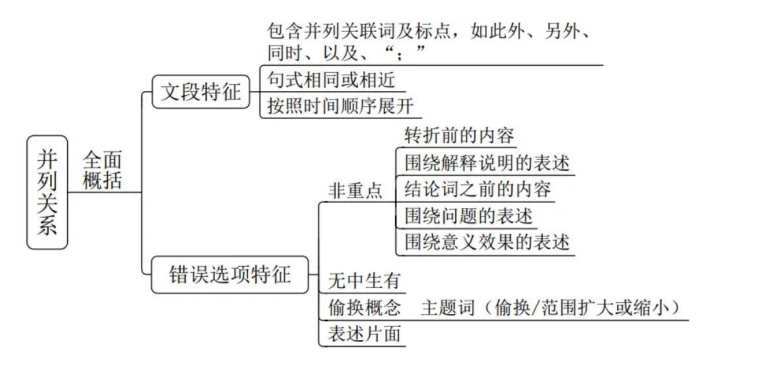 包含并列关联词及标点，如此外、另外、
同时、以及、“；”
文段特征
句式相同或相近
按照时间顺序展开
并列关系
全面
概括
转折前的内容
围绕解释说明的表述
非重点
结论词之前的内容
围绕问题的表述
围绕意义效果的表述
错误选项特征
无中生有
偷换概念 主题词（偷换/范围扩大或缩小）
表述片面